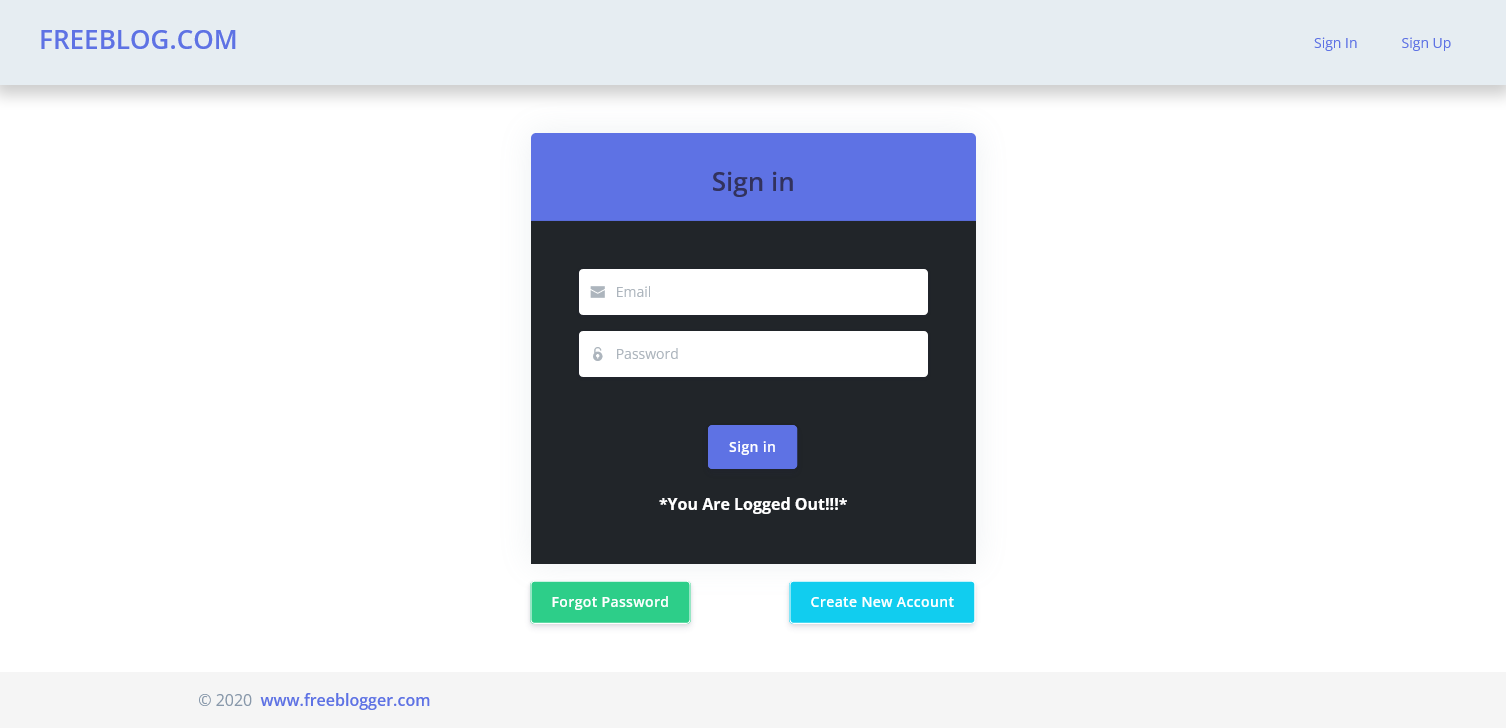 FREEBLOG.COM
Sign In Sign Up
Sign in
Email
Password
Sign in
*You Are Logged Out!!!*
Forgot Password Create New Account
© 2020 www.freeblogger.com